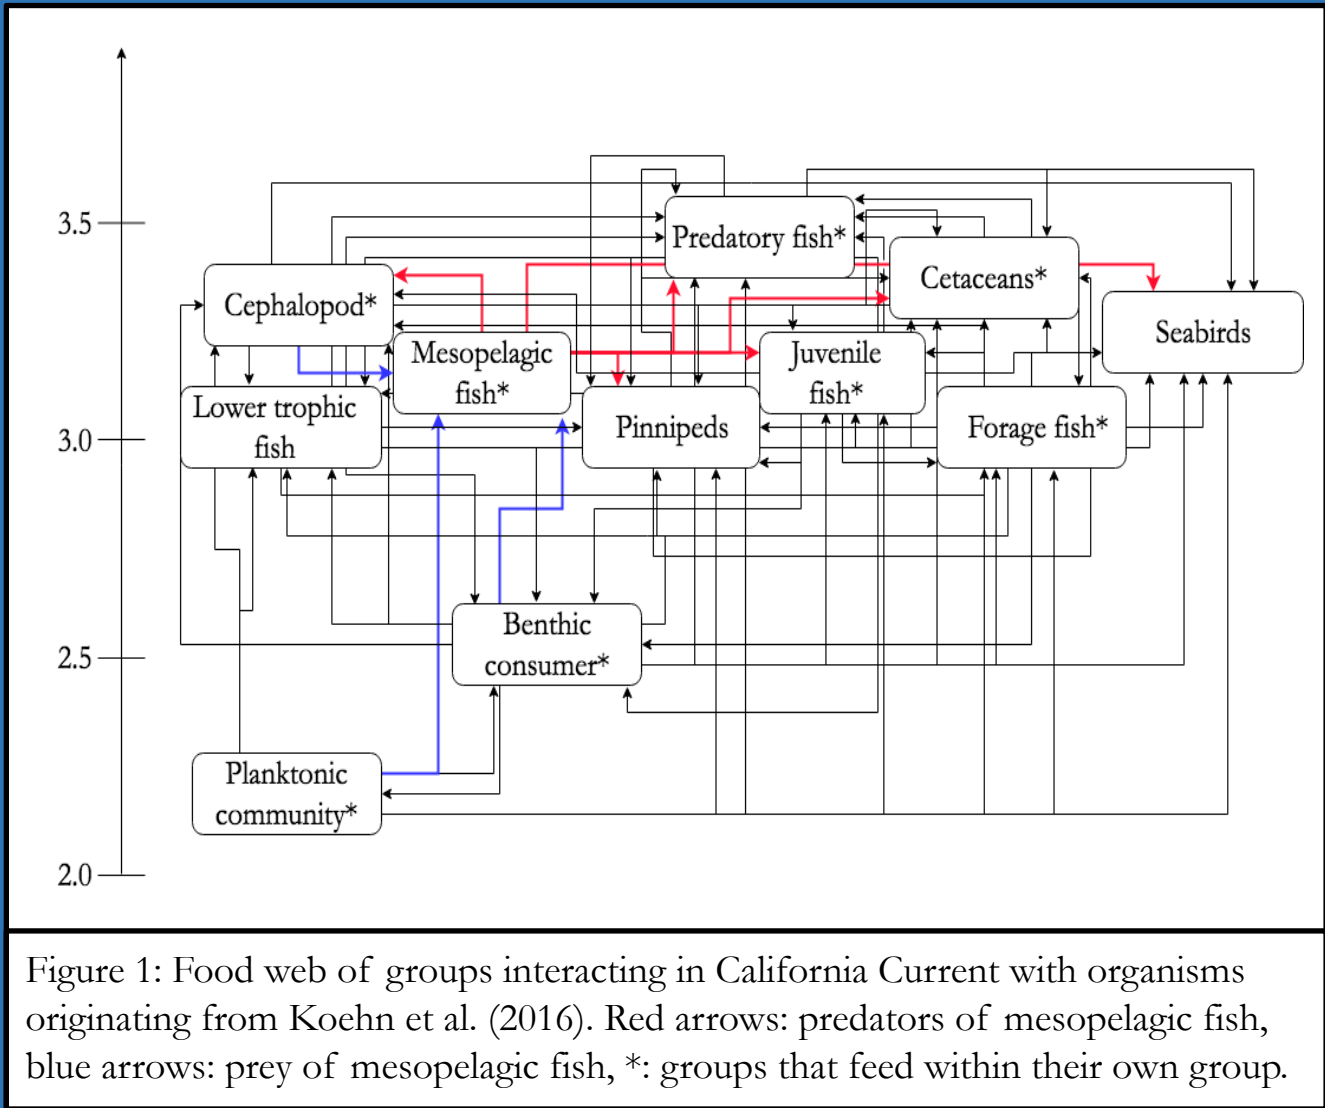 3.5
Predatory fish*
Cetaceans*
Cephalopod*
Seabirds
Mesopelagic
fish*
Juvenile
fish*
Lower trophic
fish
3.0
Pinnipeds
Forage fish*
Benthic
consumer*
2.5
Planktonic
community*
2.0
Figure 1: Food web of groups interacting in California Current with organisms
originating from Koehn et al. (2016). Red arrows: predators of mesopelagic fish,
blue arrows: prey of mesopelagic fish, *: groups that feed within their own group.